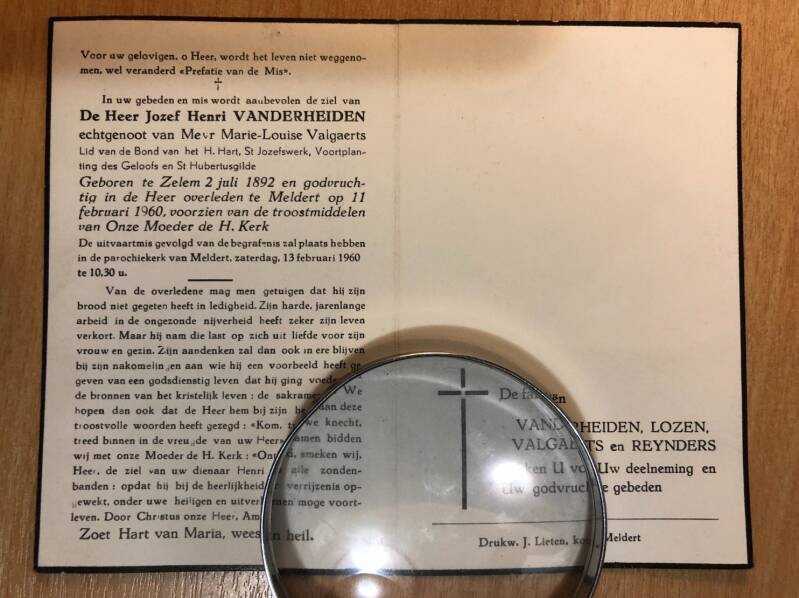 Voor uw gelovigen, o Heer, wordt het leven niet weggeno-
men, wel veranderd «Prefatie van de Mis».
In uw gebeden en mis wordt aanbevolen de ziel van
De Heer Jozef Henri VANDERHEIDEN
echtgenoot van Mevr Marie-Louise Valgaerts
Lid van de Bond van het H. Hart, St Jozefswerk, Voortplan-
ting des Geloofs en St Hubertusgilde
Geboren te Zelem 2 juli 1892 en godvruch-
tig in de Heer overleden te Meldert op 11
februari 1960, voorzien van de troostmiddelen
van Onze Moeder de H. Kerk
De uitvaartmis gevolgd van de begrafenis zal plaats hebben
in de parochiekerk van Meldert, zaterdag, 13 februari 1960
te 10,30 u.
Van de overledene mag men getuigen dat hij zijn
brood niet gegeten heeft in ledigheid. Zijn harde, jarenlange
arbeid in de ongezonde nijverheid heeft zeker zijn leven
verkort. Maar hij nam die last op zich uit liefde voor zijn
vrouw en gezin. Zijn aandenken zal dan ook in ere blijven
bij zijn nakomelingen aan wie hij een voorbeeld heeft ge-
geven van een godsdienstig leven dat hij ging
de bronnen van het kristelijk leven : de We
hopen dan ook dat de Heer hem bij zijn aan deze
troostvolle woorden heeft gezegd : «Kom, knecht,
treed binnen in de vreugde van uw Heer» Samen bidden
wij met onze Moeder de H. Kerk : smeken wij,
Heer, de ziel van uw dienaar Henri alle zonden-
banden : opdat hij bij de heerlijkheid verrijzenis op-
gewekt, onder uwe heiligen en moge voort-
leven. Door Christus onze Heer,
Zoet Hart van Maria, wees heil.
De
VANDERHEIDEN, LOZEN,
VALGAERTS en REYNDERS
U Uw deelneming en
Uw gebeden
Drukw. J. Lieten, Meldert